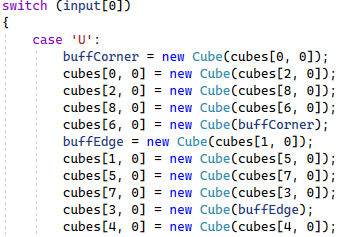 switch (input[0])
{
case 'U':
buffCorner = new Cube(cubes[0, 0]);
cubes[0, 0] = new Cube(cubes[2, 0]);
cubes[2, 0] = new Cube(cubes[8, 0]);
cubes[8, 0] = new Cube(cubes[6, 0]);
cubes[6, 0] = new Cube(buffCorner);
buffEdge = new Cube(cubes[1, 0]);
cubes[1, 0] = new Cube(cubes[5, 0]);
cubes[5, 0] = new Cube(cubes[7, 0]);
cubes[7, 0] = new Cube(cubes[3, 0]);
cubes[3, 0] = new Cube(buffEdge);
cubes[4, 0] = new Cube(cubes[4, 0]);